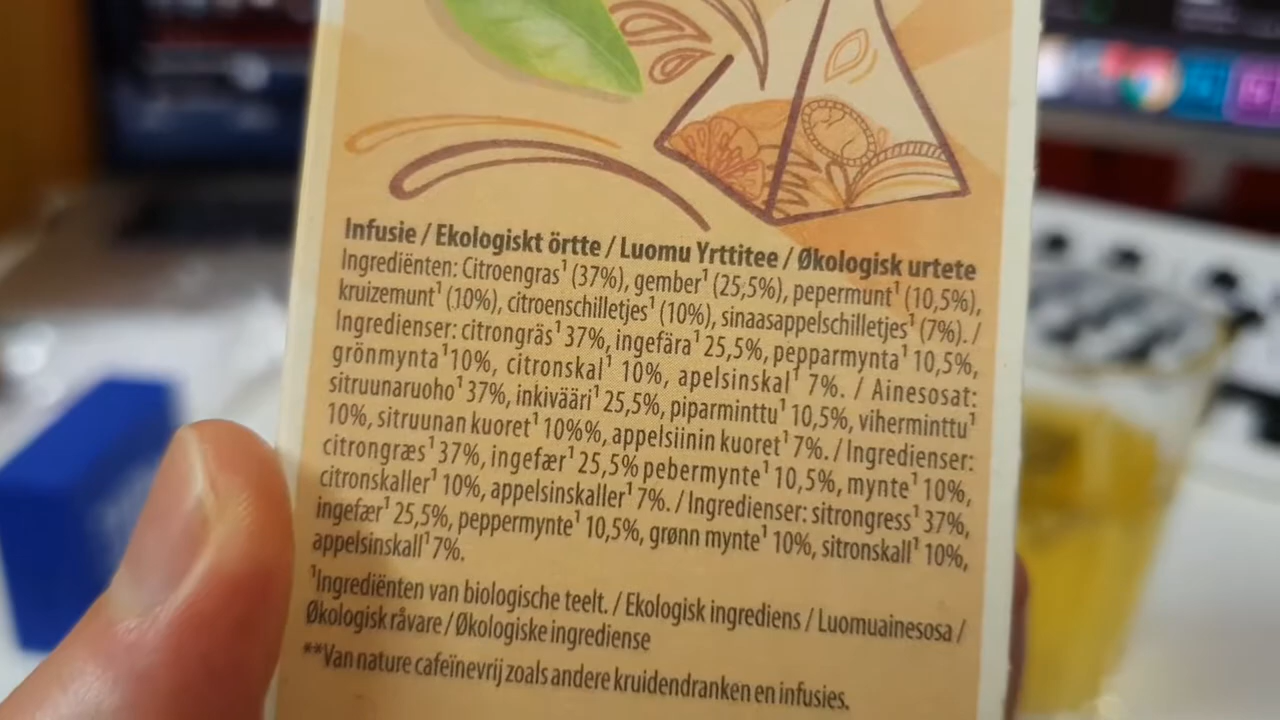 Infusie / Ekologiskt örtte / Luomu Yrttitee / Økologisk urtete
Ingrediënten: Citroengras¹ (37%), gember¹ (25,5%), pepermunt¹ (10,5%),
kruizemunt¹ (10%), citroenschilletjes¹ (10%), sinaasappelschilletjes¹ (7%). /
Ingredienser: citrongräs¹ 37%, ingefära¹ 25,5%, pepparmynta¹ 10,5%,
grönmynta¹ 10%, citronskal¹ 10%, apelsinskal¹ 7%. / Ainesosat:
sitruunaruoho¹ 37%, inkivääri¹ 25,5%, piparminttu¹ 10,5%, viherminttu¹
10%, sitruunan kuoret¹ 10%%, appelsiinin kuoret¹ 7%. / Ingredienser:
citrongræs¹ 37%, ingefær¹ 25,5% pebermynte¹ 10,5%, mynte¹ 10%,
citronskaller¹ 10%, appelsinskaller¹ 7%. / Ingredienser: sitrongress¹ 37%,
ingefær¹ 25,5%, peppermynte¹ 10,5%, grønn mynte¹ 10%, sitronskall¹ 10%,
appelsinskall¹ 7%.
¹Ingrediënten van biologische teelt. / Ekologisk ingrediens / Luomuainesosa /
Økologisk råvare / Økologiske ingrediense
**Van nature cafeïnevrij zoals andere kruidendranken en infusies.